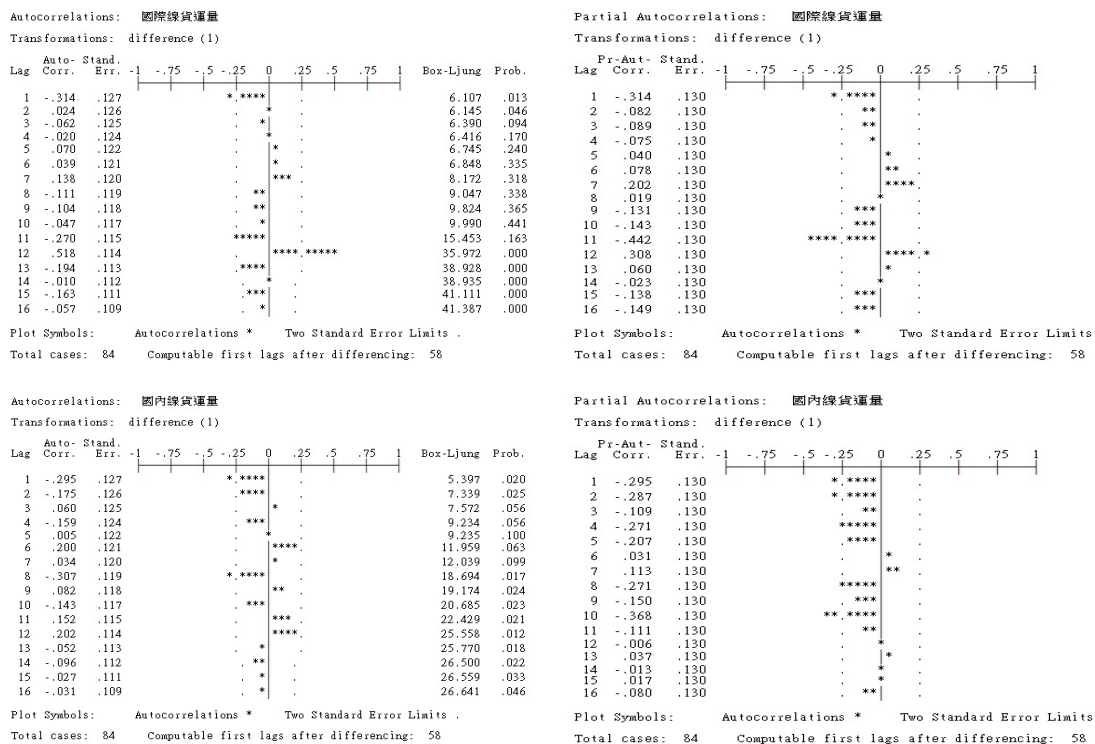 Autocorrelations: 國際線貨運量
Transformations: difference (1)
Auto- Stand.
Lag Corr. Err. -1 -.75 -.5 -.25 0 .25 .5 .75 1 Box-Ljung Prob.
1 -.314 .127 *.**** . 6.107 .013
2 .024 .126 . * . 6.145 .046
3 -.062 .125 . * . 6.390 .094
4 -.020 .124 . * . 6.416 .170
5 .070 .122 . * . 6.745 .240
6 .039 .121 . * . 6.848 .335
7 .138 .120 . *** . 8.172 .318
8 -.111 .119 . ** . 9.047 .338
9 -.104 .118 . ** . 9.824 .365
10 -.047 .117 . * . 9.990 .441
11 -.270 .115 ***** . 15.453 .163
12 .518 .114 . ****.***** 35.972 .000
13 -.194 .113 .**** . 38.928 .000
14 -.010 .112 . * . 38.935 .000
15 -.163 .111 . *** . 41.111 .000
16 -.057 .109 . * . 41.387 .000
Plot Symbols: Autocorrelations * Two Standard Error Limits .
Total cases: 84 Computable first lags after differencing: 58
Partial Autocorrelations: 國際線貨運量
Transformations: difference (1)
Pr-Aut- Stand.
Lag Corr. Err. -1 -.75 -.5 -.25 0 .25 .5 .75 1
1 -.314 .130 *.**** .
2 -.082 .130 . ** .
3 -.089 .130 . ** .
4 -.075 .130 . * .
5 .040 .130 . * .
6 .078 .130 . ** .
7 .202 .130 . ****.
8 .019 .130 . * .
9 -.131 .130 . *** .
10 -.143 .130 . *** .
11 -.442 .130 ****.**** .
12 .308 .130 . ****.*
13 .060 .130 . * .
14 -.023 .130 . * .
15 -.138 .130 . *** .
16 -.149 .130 . *** .
Plot Symbols: Autocorrelations * Two Standard Error Limits
Total cases: 84 Computable first lags after differencing: 58
Autocorrelations: 國內線貨運量
Transformations: difference (1)
Auto- Stand.
Lag Corr. Err. -1 -.75 -.5 -.25 0 .25 .5 .75 1 Box-Ljung Prob.
1 -.295 .127 *.**** . 5.397 .020
2 -.175 .126 .**** . 7.339 .025
3 .060 .125 . * . 7.572 .056
4 -.159 .124 . *** . 9.234 .056
5 .005 .122 . * . 9.235 .100
6 .200 .121 . ****. 11.959 .063
7 .034 .120 . * . 12.039 .099
8 -.307 .119 *.**** . 18.694 .017
9 .082 .118 . ** . 19.174 .024
10 -.143 .117 . *** . 20.685 .023
11 .152 .115 . *** . 22.429 .021
12 .202 .114 . ****. 25.558 .012
13 -.052 .113 . * . 25.770 .018
14 -.096 .112 . ** . 26.500 .022
15 -.027 .111 . * . 26.559 .033
16 -.031 .109 . * . 26.641 .046
Plot Symbols: Autocorrelations * Two Standard Error Limits .
Total cases: 84 Computable first lags after differencing: 58
Partial Autocorrelations: 國內線貨運量
Transformations: difference (1)
Pr-Aut- Stand.
Lag Corr. Err. -1 -.75 -.5 -.25 0 .25 .5 .75 1
1 -.295 .130 *.**** .
2 -.287 .130 *.**** .
3 -.109 .130 . ** .
4 -.271 .130 ***** .
5 -.207 .130 .**** .
6 .031 .130 . * .
7 .113 .130 . ** .
8 -.271 .130 ***** .
9 -.150 .130 . *** .
10 -.368 .130 **.**** .
11 -.111 .130 . ** .
12 -.006 .130 . * .
13 .037 .130 . * .
14 -.013 .130 . * .
15 .017 .130 . * .
16 -.080 .130 . ** .
Plot Symbols: Autocorrelations * Two Standard Error Limits
Total cases: 84 Computable first lags after differencing: 58